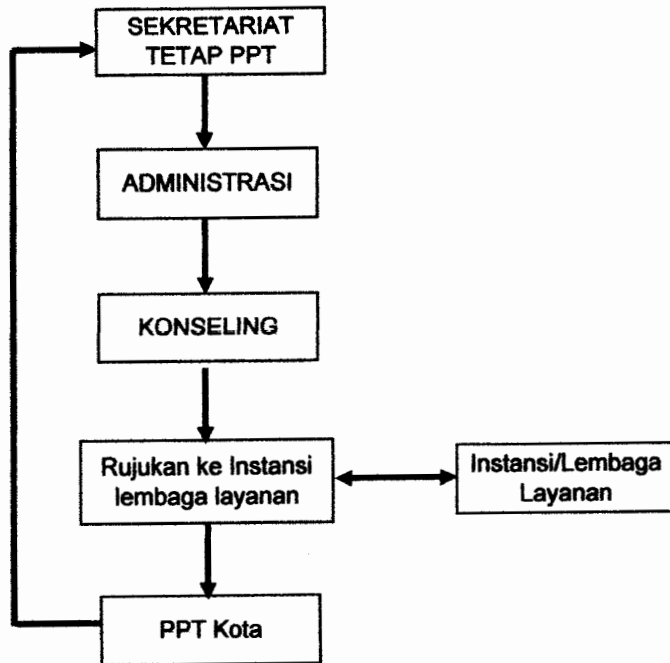 SEKRETARIAT
TETAP PPT
ADMINISTRASI
KONSELING
Rujukan ke Instansi
lembaga layanan
Instansi/Lembaga
Layanan
PPT Kota